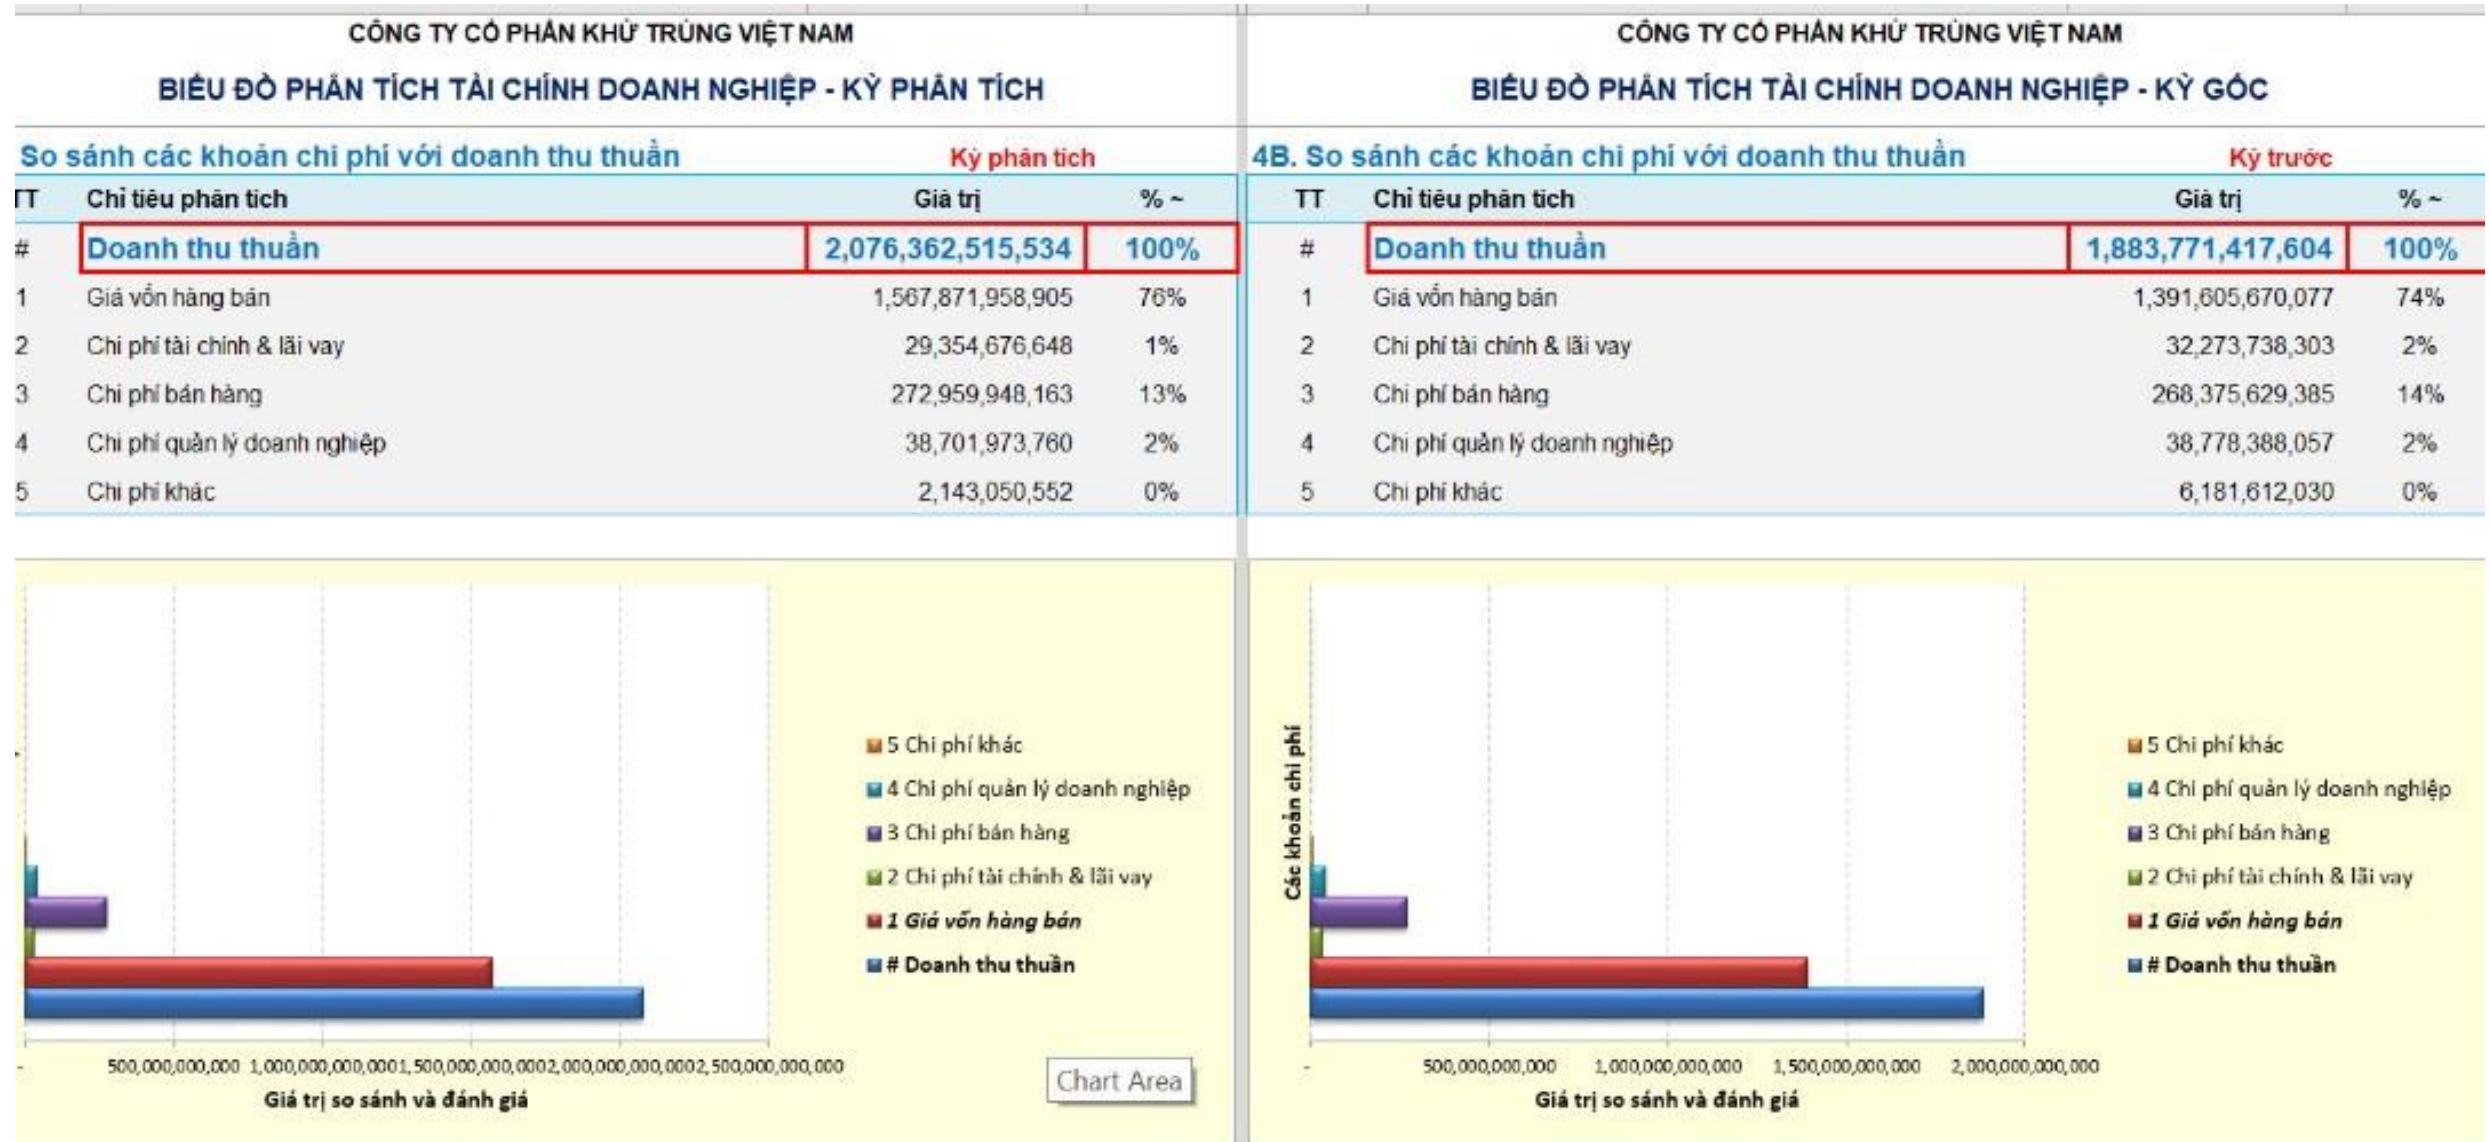 CÔNG TY CỔ PHẦN KHỬ TRÙNG VIỆT NAM
BIỂU ĐỒ PHÂN TÍCH TÀI CHÍNH DOANH NGHIỆP - KỲ PHÂN TÍCH
So sánh các khoản chi phí với doanh thu thuần Kỳ phân tích
TT Chỉ tiêu phân tích Giá trị % ~
# Doanh thu thuần 2,076,362,515,534 100%
1 Giá vốn hàng bán 1,567,871,958,905 76%
2 Chi phí tài chính & lãi vay 29,354,676,648 1%
3 Chi phí bán hàng 272,959,948,163 13%
4 Chi phí quản lý doanh nghiệp 38,701,973,760 2%
5 Chi phí khác 2,143,050,552 0%
5 Chi phí khác
4 Chi phí quản lý doanh nghiệp
3 Chi phí bán hàng
2 Chi phí tài chính & lãi vay
1 Giá vốn hàng bán
# Doanh thu thuần
- 500,000,000,000 1,000,000,000,000 1,500,000,000,000 2,000,000,000,000 2,500,000,000,000
Giá trị so sánh và đánh giá
Chart Area
CÔNG TY CỔ PHẦN KHỬ TRÙNG VIỆT NAM
BIỂU ĐỒ PHÂN TÍCH TÀI CHÍNH DOANH NGHIỆP - KỲ GỐC
4B. So sánh các khoản chi phí với doanh thu thuần Kỳ trước
TT Chỉ tiêu phân tích Giá trị % ~
# Doanh thu thuần 1,883,771,417,604 100%
1 Giá vốn hàng bán 1,391,605,670,077 74%
2 Chi phí tài chính & lãi vay 32,273,738,303 2%
3 Chi phí bán hàng 268,375,629,385 14%
4 Chi phí quản lý doanh nghiệp 38,778,388,057 2%
5 Chi phí khác 6,181,612,030 0%
Các khoản chi phí
5 Chi phí khác
4 Chi phí quản lý doanh nghiệp
3 Chi phí bán hàng
2 Chi phí tài chính & lãi vay
1 Giá vốn hàng bán
# Doanh thu thuần
- 500,000,000,000 1,000,000,000,000 1,500,000,000,000 2,000,000,000,000
Giá trị so sánh và đánh giá